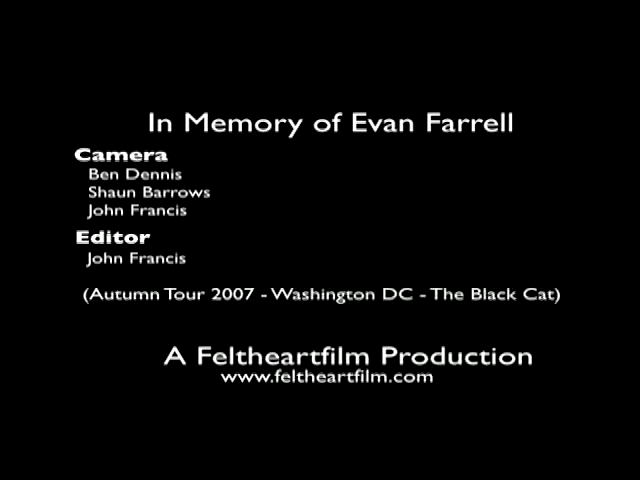 In Memory of Evan Farrell
Camera
Ben Dennis
Shaun Barrows
John Francis
Editor
John Francis
(Autumn Tour 2007 - Washington DC - The Black Cat)
A Feltheartfilm Production
www.feltheartfilm.com